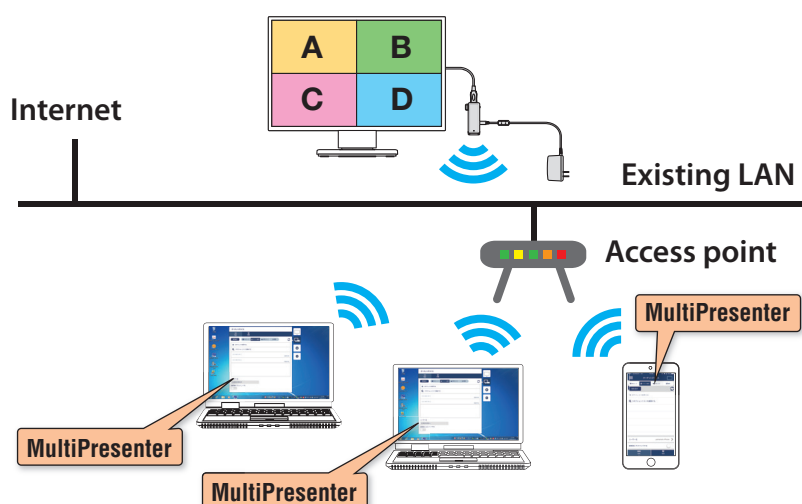 A B
C D
Internet
Existing LAN
Access point
MultiPresenter
MultiPresenter
MultiPresenter